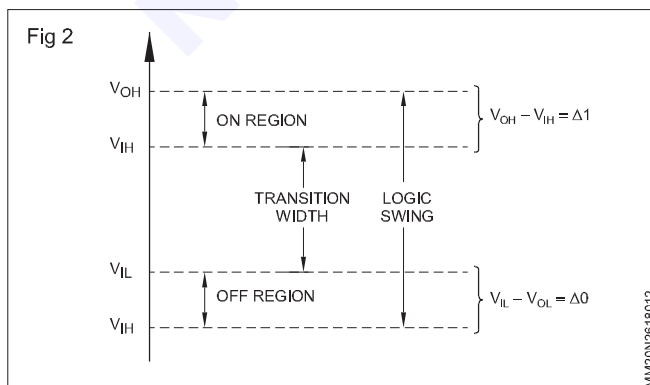 Fig 2
VOH
ON REGION
VOH – VIH = Δ1
VIH
TRANSITION
WIDTH
LOGIC
SWING
VIL
OFF REGION
VIL – VOL = Δ0
VIH
MM20N2618012